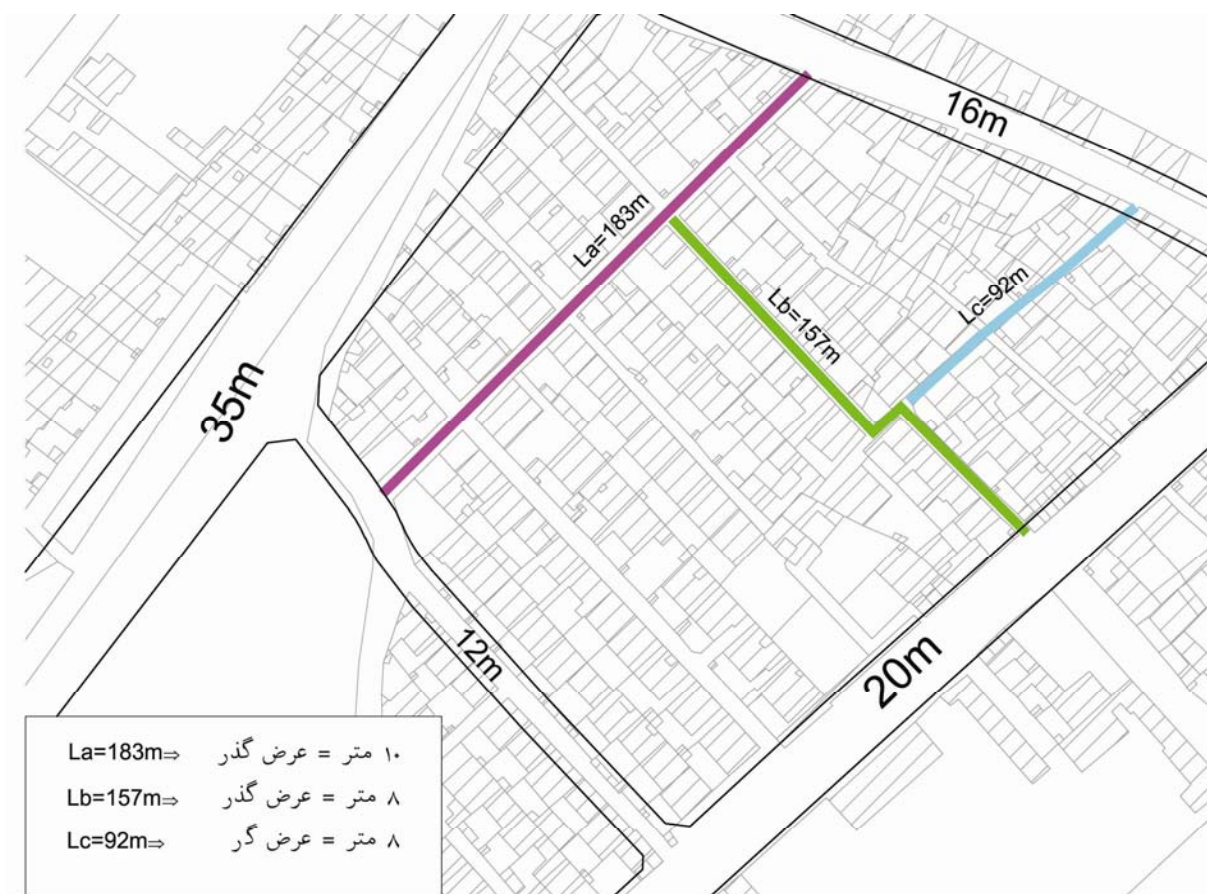 16m
La=183m
Lc=92m
Lb=157m
35m
12m
20m
La=183m⇒ ۱۰ متر = عرض گذر
Lb=157m⇒ ۸ متر = عرض گذر
Lc=92m⇒ ۸ متر = عرض گر